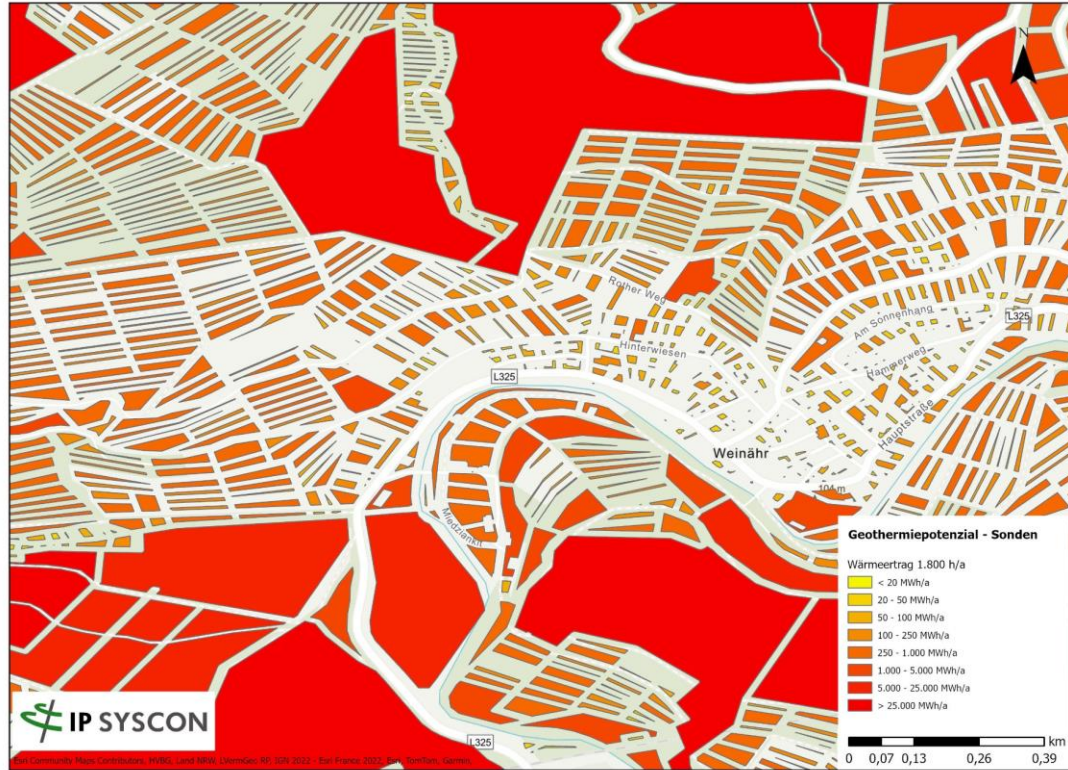 N
Rother Weg
Hinterwiesen
Am Sonnenhang
L325
Hammerweg
L325
Hauptstraße
Weinähr
104 m
L325
Geothermiepotenzial - Sonden
Wärmeertrag 1.800 h/a
< 20 MWh/a
20 - 50 MWh/a
50 - 100 MWh/a
100 - 250 MWh/a
250 - 1.000 MWh/a
1.000 - 5.000 MWh/a
5.000 - 25.000 MWh/a
> 25.000 MWh/a
km
0 0,07 0,13 0,26 0,39
IP SYSCON
Esri Community Maps Contributors, MVBG, Land NRW, LVermGeo RP, IGN 2022 - Esri France 2022, Esri, TomTom, Garmin,